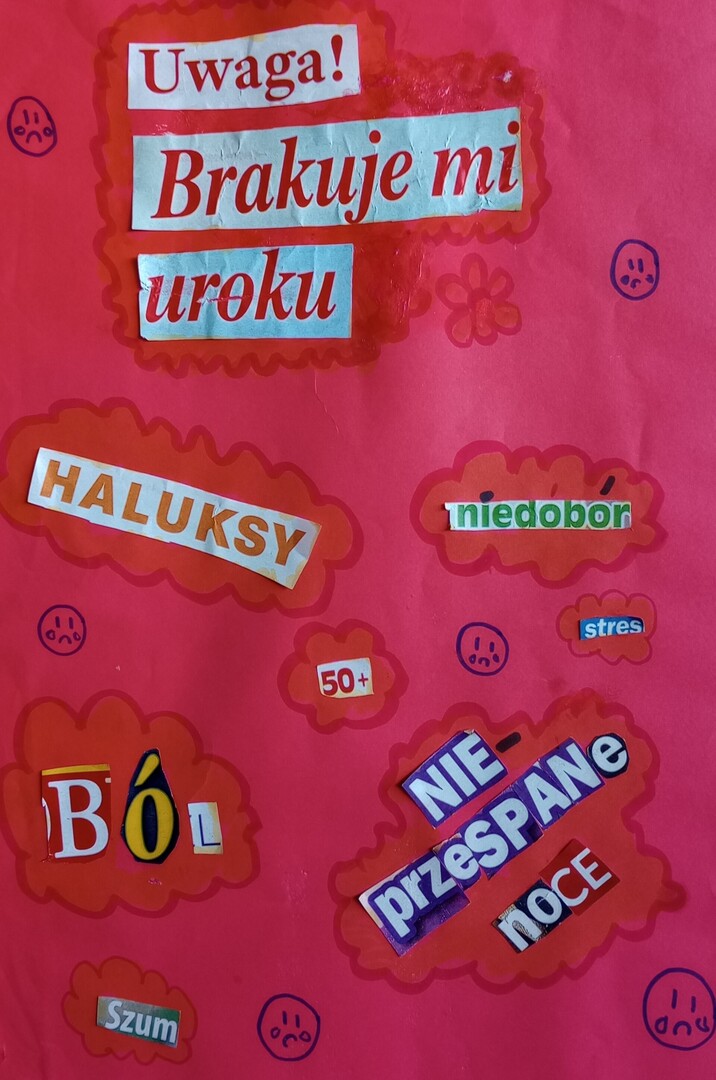 Uwaga!
Brakuje mi
uroku
HALUKSY
niedobór
stres
50+
BÓL
NIE
przeSPANe
noCE
Szum